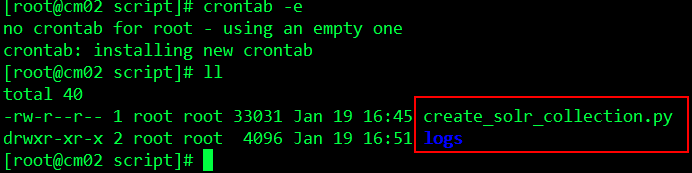 [root@cm02 script]# crontab -e
no crontab for root - using an empty one
crontab: installing new crontab
[root@cm02 script]# ll
total 40
-rw-r--r-- 1 root root 33031 Jan 19 16:45 create_solr_collection.py
drwxr-xr-x 2 root root  4096 Jan 19 16:51 logs
[root@cm02 script]#